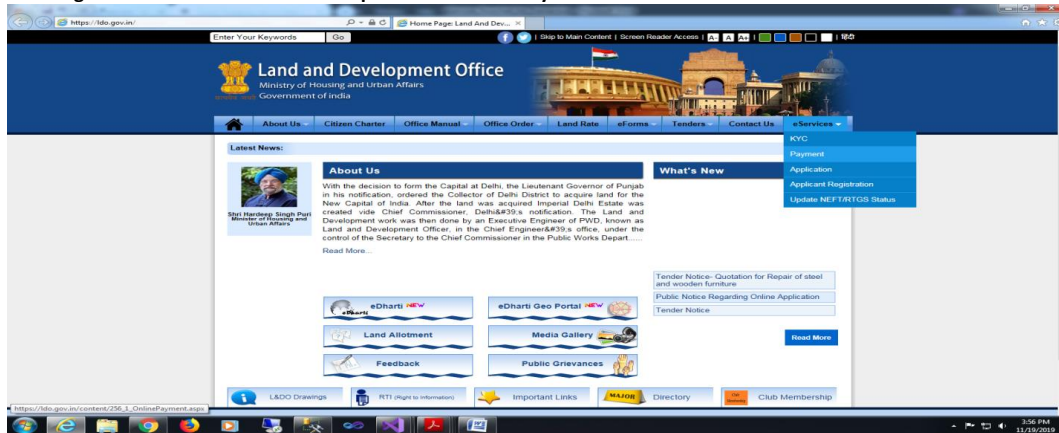 https://ldo.gov.in/
Home Page: Land And Dev...
Enter Your Keywords Go | Skip to Main Content | Screen Reader Access | A- A A+ | | हिंदी
Land and Development Office
Ministry of Housing and Urban Affairs
Government of india
About Us Citizen Charter Office Manual Office Order Land Rate eForms Tenders Contact Us eServices
KYC
Payment
Application
Applicant Registration
Update NEFT/RTGS Status
Latest News:
Shri Hardeep Singh Puri
Minister of Housing and
Urban Affairs
About Us
With the decision to form the Capital at Delhi, the Lieutenant Governor of Punjab
in his notification, ordered the Collector of Delhi District to acquire land for the
New Capital of India. After the land was acquired Imperial Delhi Estate was
created vide Chief Commissioner, Delhi&#39;s notification. The Land and
Development work was then done by an Executive Engineer of PWD, known as
Land and Development Officer, in the Chief Engineer&#39;s office, under the
control of the Secretary to the Chief Commissioner in the Public Works Depart......
Read More...
What's New
Tender Notice- Quotation for Repair of steel
and wooden furniture
Public Notice Regarding Online Application
Tender Notice
Read More
eDharti NEW
eDharti Geo Portal NEW
Land Allotment
Media Gallery
Feedback
Public Grievances
L&DO Drawings
RTI (Right to Information)
Important Links
MAJOR Directory
Club Membership
https://ldo.gov.in/content/256_1_OnlinePayment.aspx
3:56 PM
11/19/2019